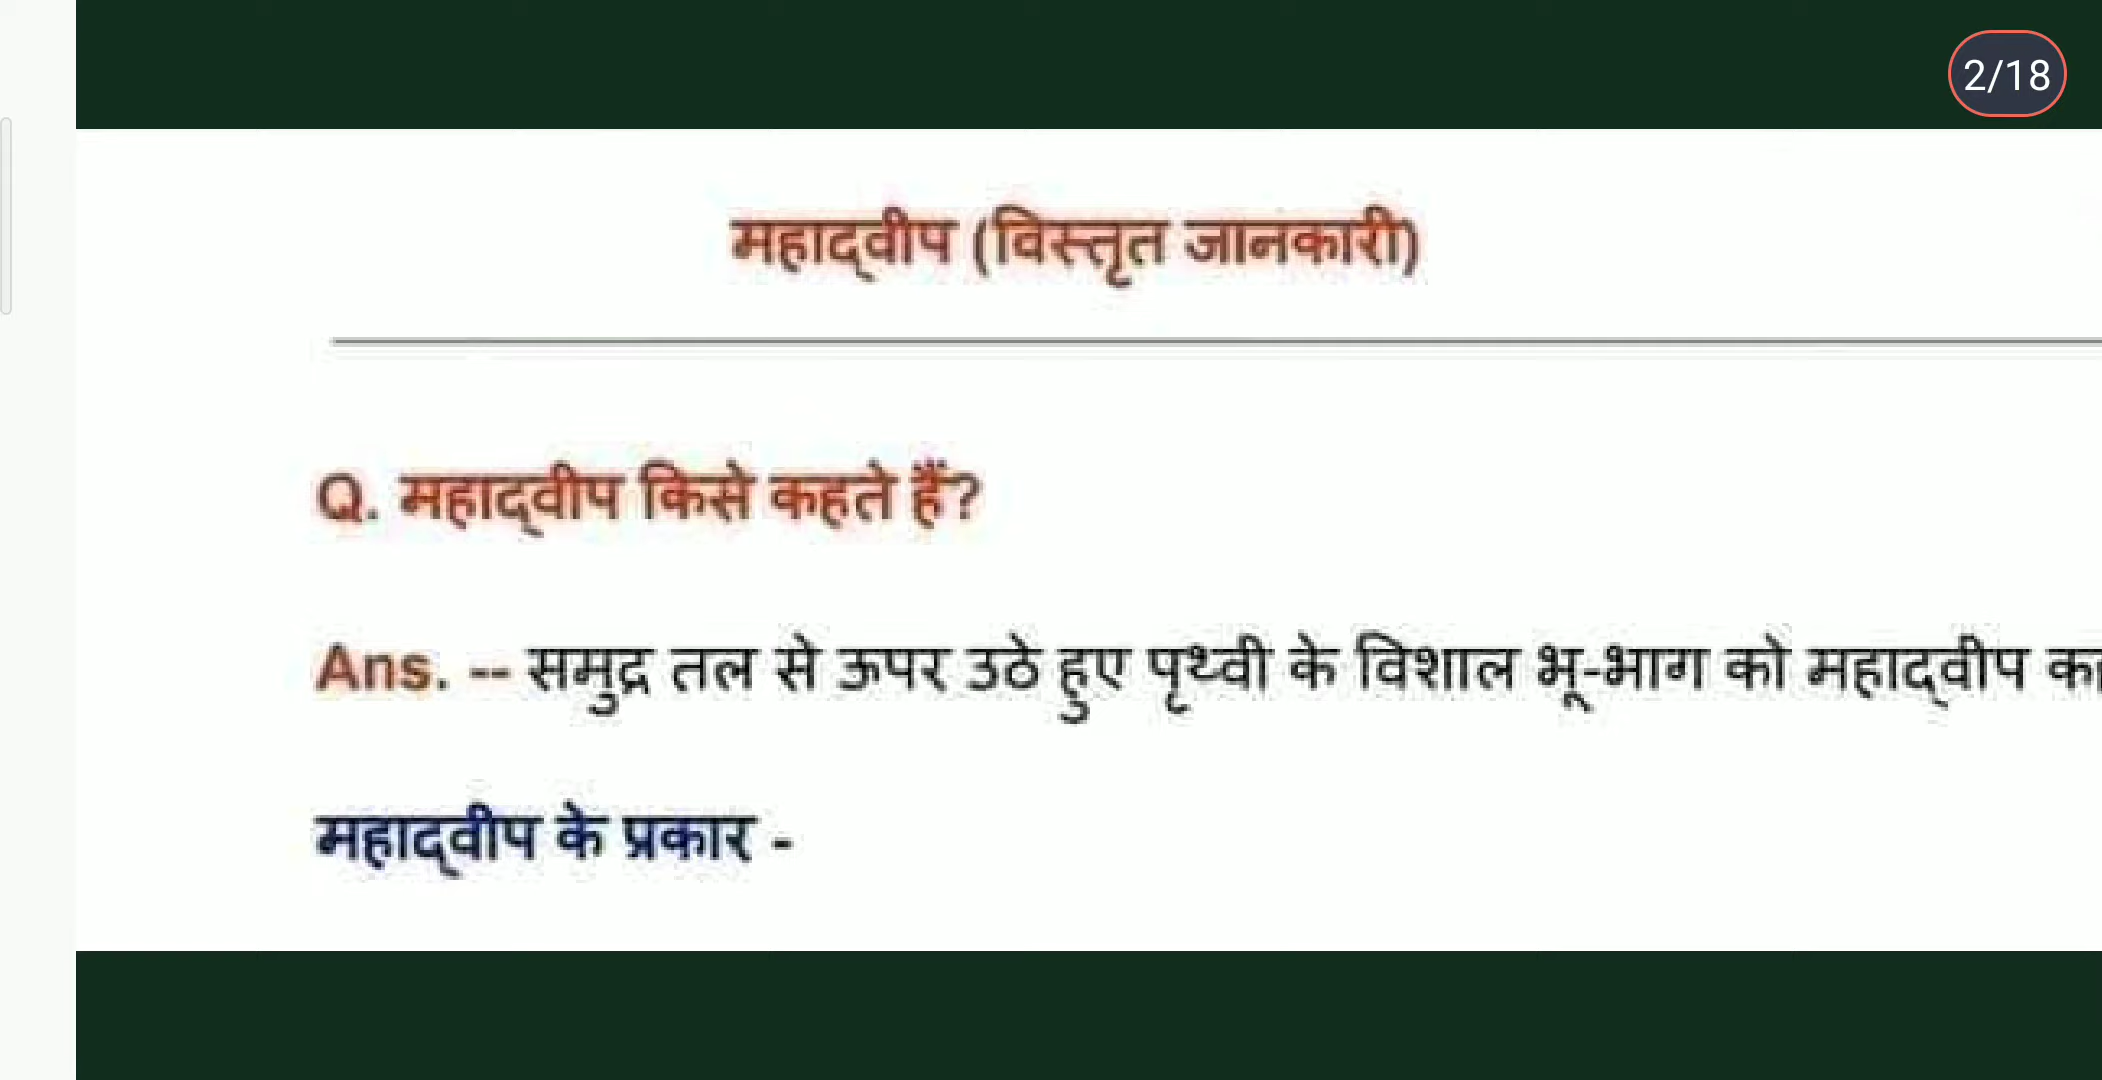 2/18
महाद्वीप (विस्तृत जानकारी)
Q. महाद्वीप किसे कहते हैं?
Ans. -- समुद्र तल से ऊपर उठे हुए पृथ्वी के विशाल भू-भाग को महाद्वीप
महाद्वीप के प्रकार -